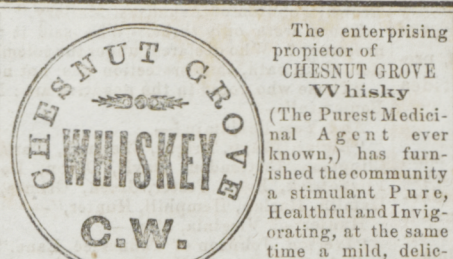 CHESNUT GROVE
WHISKEY
C.W.
The enterprising
propietor of
CHESNUT GROVE
Whisky
(The Purest Medici-
nal Agent ever
known,) has furn-
ished the community
a stimulant Pure,
Healthful and Invig-
orating, at the same
time a mild, delic-